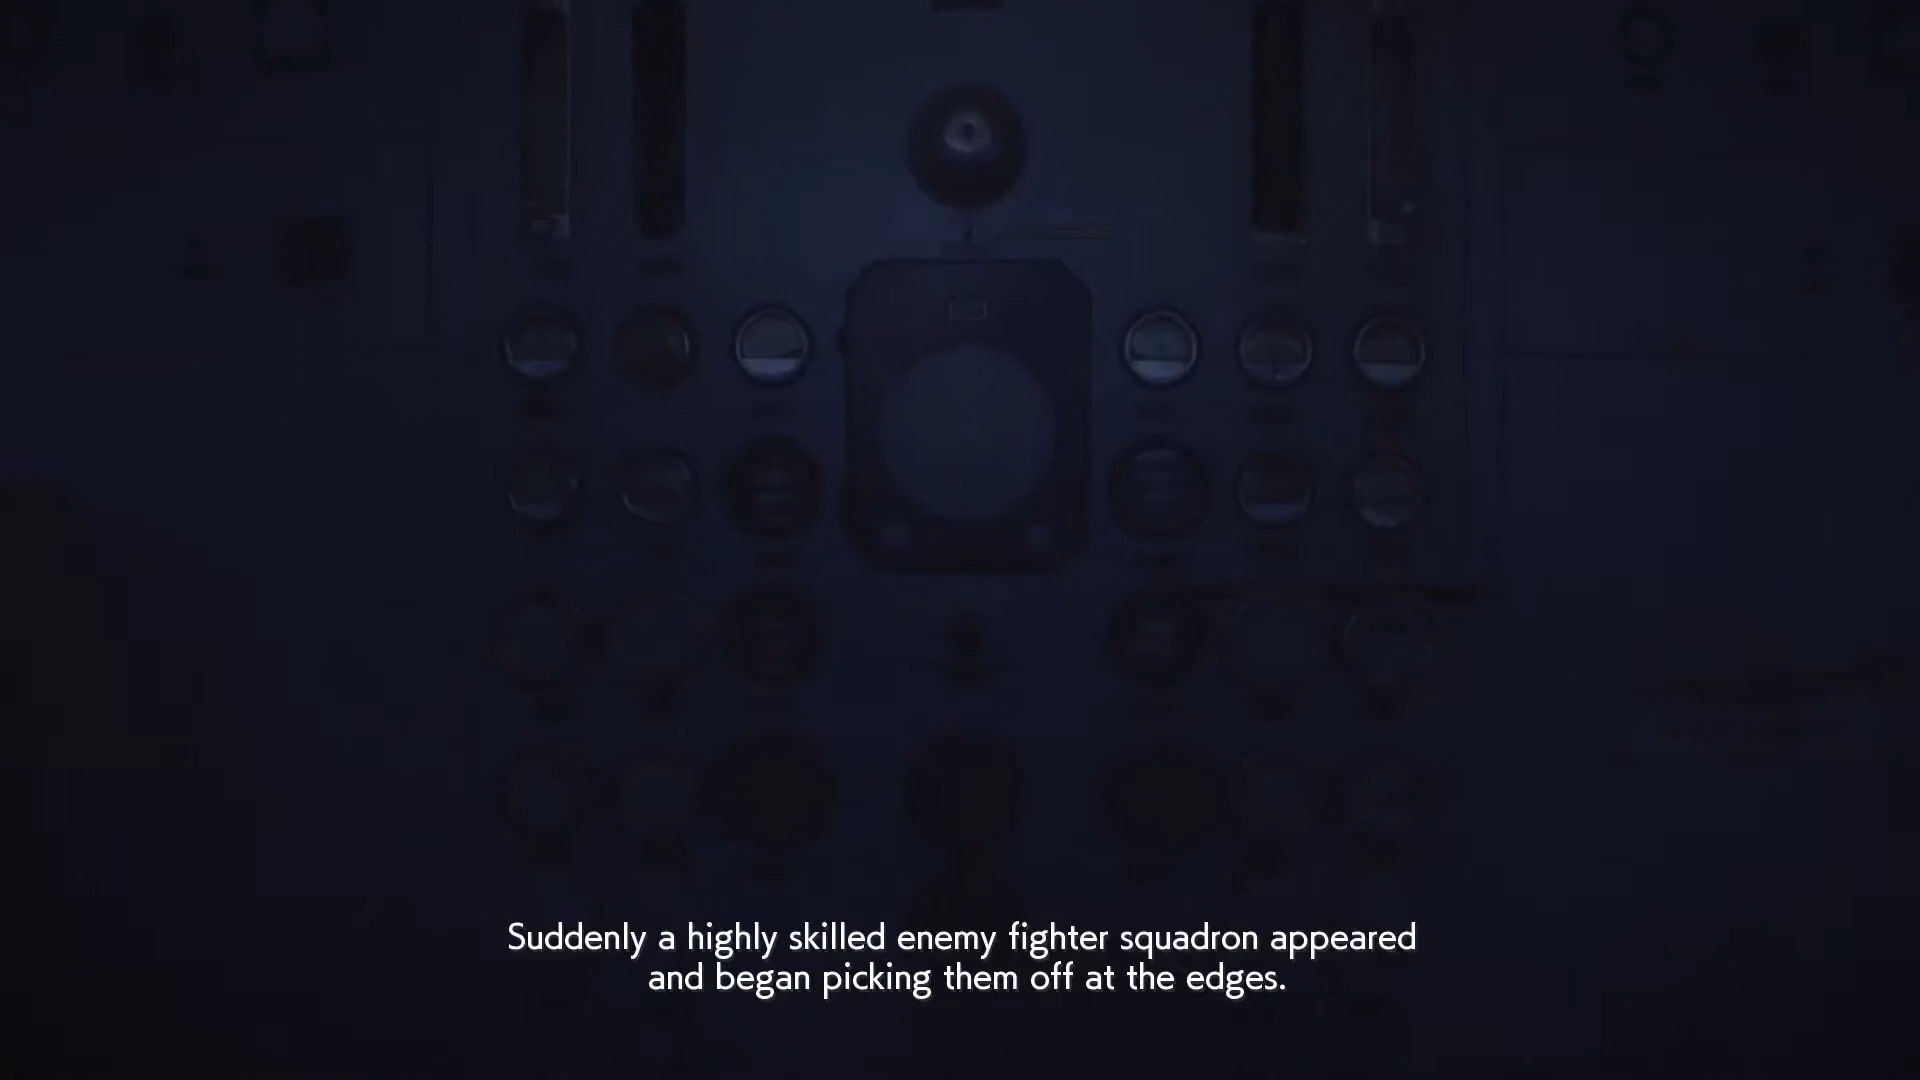 Suddenly a highly skilled enemy fighter squadron appeared
and began picking them off at the edges.